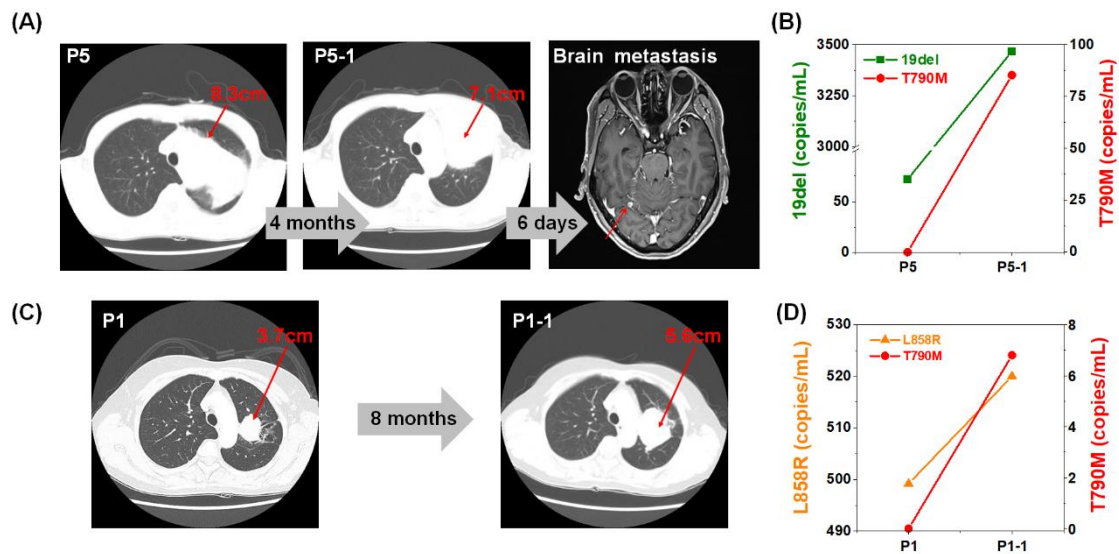 (A)
P5
8.3cm
P5-1
7.1cm
Brain metastasis
4 months
6 days
(B)
19del (copies/mL)
3500
3250
3000
50
0
19del
T790M
100
75
50
25
0
T790M (copies/mL)
P5
P5-1
(C)
P1
3.7cm
8 months
P1-1
5.6cm
(D)
L858R (copies/mL)
530
520
510
500
490
L858R
T790M
8
6
4
2
0
T790M (copies/mL)
P1
P1-1